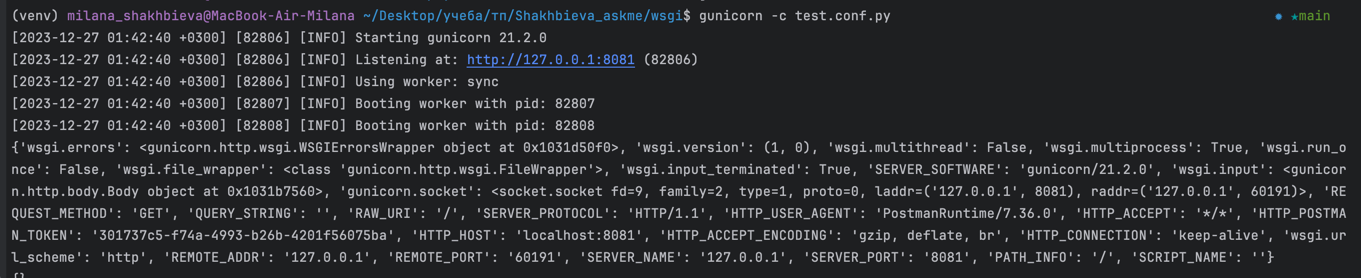 (venv) milana_shakhbieva@MacBook-Air-Milana ~/Desktop/учеба/тп/Shakhbieva_askme/wsgi$ gunicorn -c test.conf.py ● ★main
[2023-12-27 01:42:40 +0300] [82806] [INFO] Starting gunicorn 21.2.0
[2023-12-27 01:42:40 +0300] [82806] [INFO] Listening at: http://127.0.0.1:8081 (82806)
[2023-12-27 01:42:40 +0300] [82806] [INFO] Using worker: sync
[2023-12-27 01:42:40 +0300] [82807] [INFO] Booting worker with pid: 82807
[2023-12-27 01:42:40 +0300] [82808] [INFO] Booting worker with pid: 82808
{'wsgi.errors': <gunicorn.http.wsgi.WSGIErrorsWrapper object at 0x1031d50f0>, 'wsgi.version': (1, 0), 'wsgi.multithread': False, 'wsgi.multiprocess': True, 'wsgi.run_o
nce': False, 'wsgi.file_wrapper': <class 'gunicorn.http.wsgi.FileWrapper'>, 'wsgi.input_terminated': True, 'SERVER_SOFTWARE': 'gunicorn/21.2.0', 'wsgi.input': <gunicor
n.http.body.Body object at 0x1031b7560>, 'gunicorn.socket': <socket.socket fd=9, family=2, type=1, proto=0, laddr=('127.0.0.1', 8081), raddr=('127.0.0.1', 60191)>, 'RE
QUEST_METHOD': 'GET', 'QUERY_STRING': '', 'RAW_URI': '/', 'SERVER_PROTOCOL': 'HTTP/1.1', 'HTTP_USER_AGENT': 'PostmanRuntime/7.36.0', 'HTTP_ACCEPT': '*/*', 'HTTP_POSTMA
N_TOKEN': '301737c5-f74a-4993-b26b-4201f56075ba', 'HTTP_HOST': 'localhost:8081', 'HTTP_ACCEPT_ENCODING': 'gzip, deflate, br', 'HTTP_CONNECTION': 'keep-alive', 'wsgi.ur
l_scheme': 'http', 'REMOTE_ADDR': '127.0.0.1', 'REMOTE_PORT': '60191', 'SERVER_NAME': '127.0.0.1', 'SERVER_PORT': '8081', 'PATH_INFO': '/', 'SCRIPT_NAME': ''}